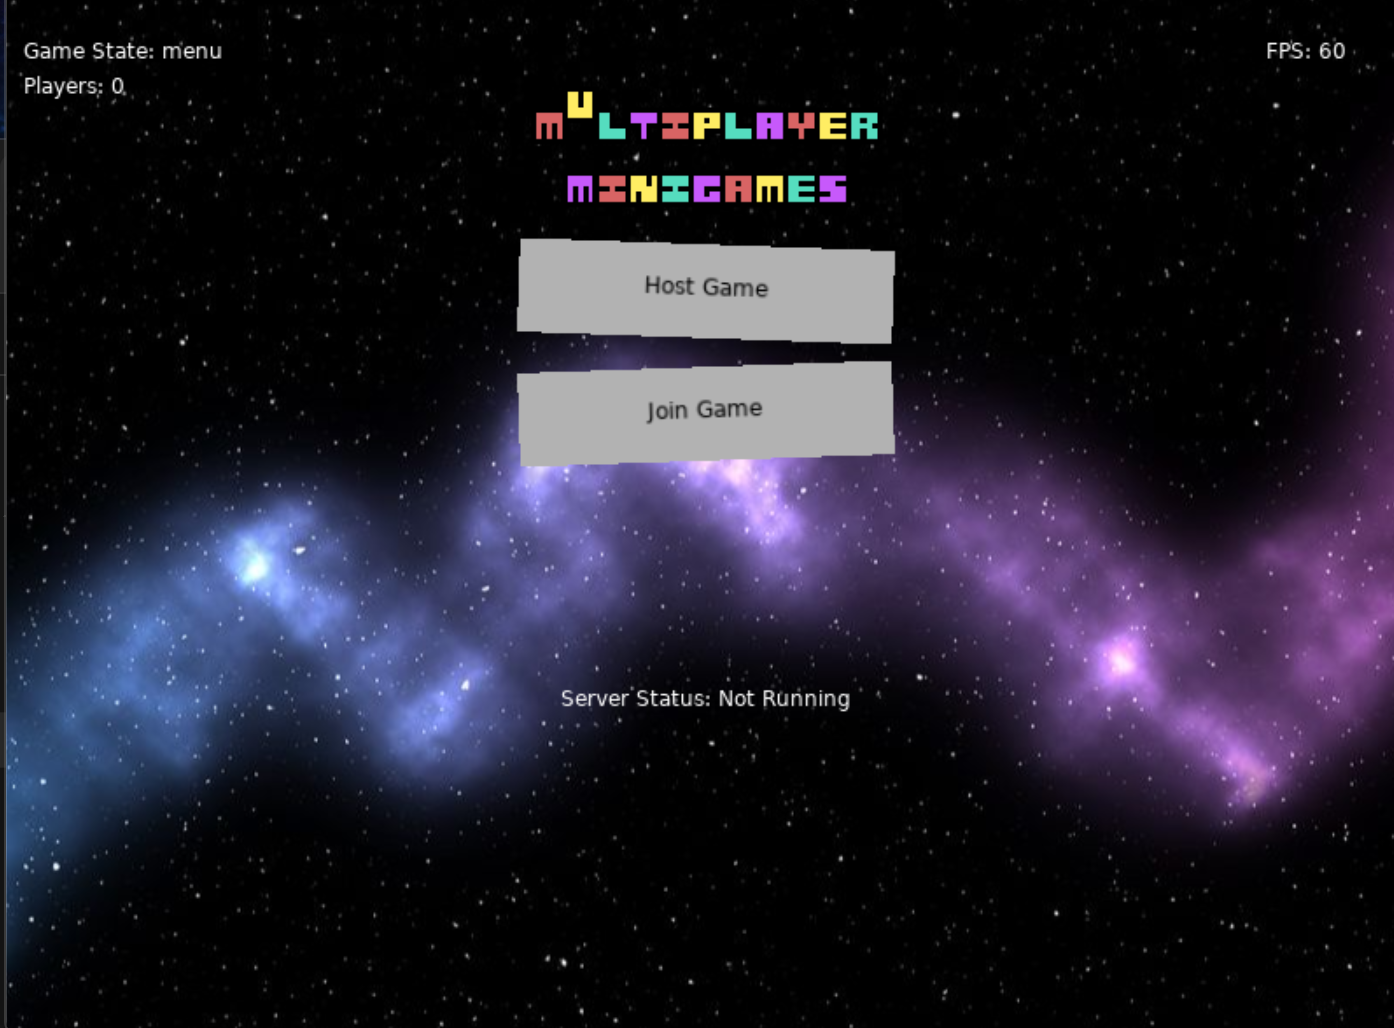 Game State: menu
FPS: 60
Players: 0
MULTIPLAYER
MINIGAMES
Host Game
Join Game
Server Status: Not Running